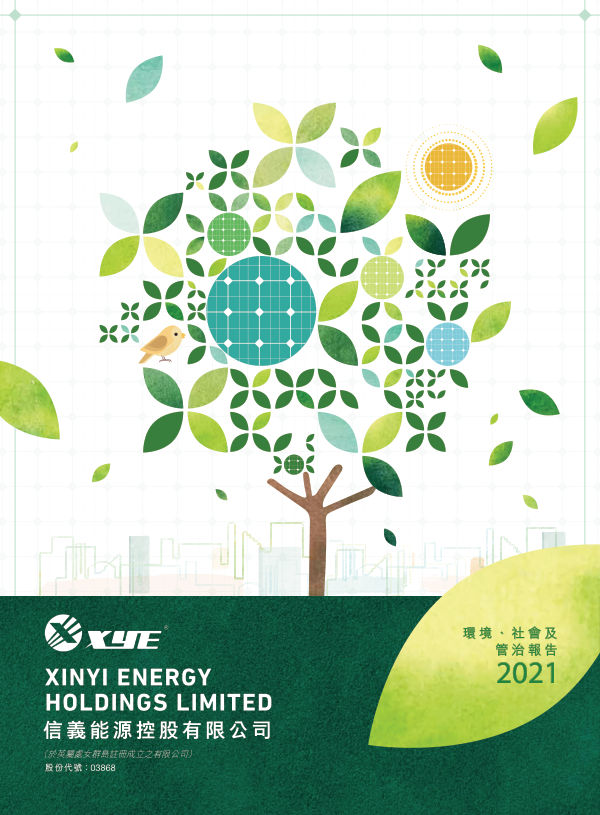 XYE®
XINYI ENERGY
HOLDINGS LIMITED
信義能源控股有限公司
(於英屬處女群島註冊成立之有限公司)
股份代號：03868
環境、社會及
管治報告
2021